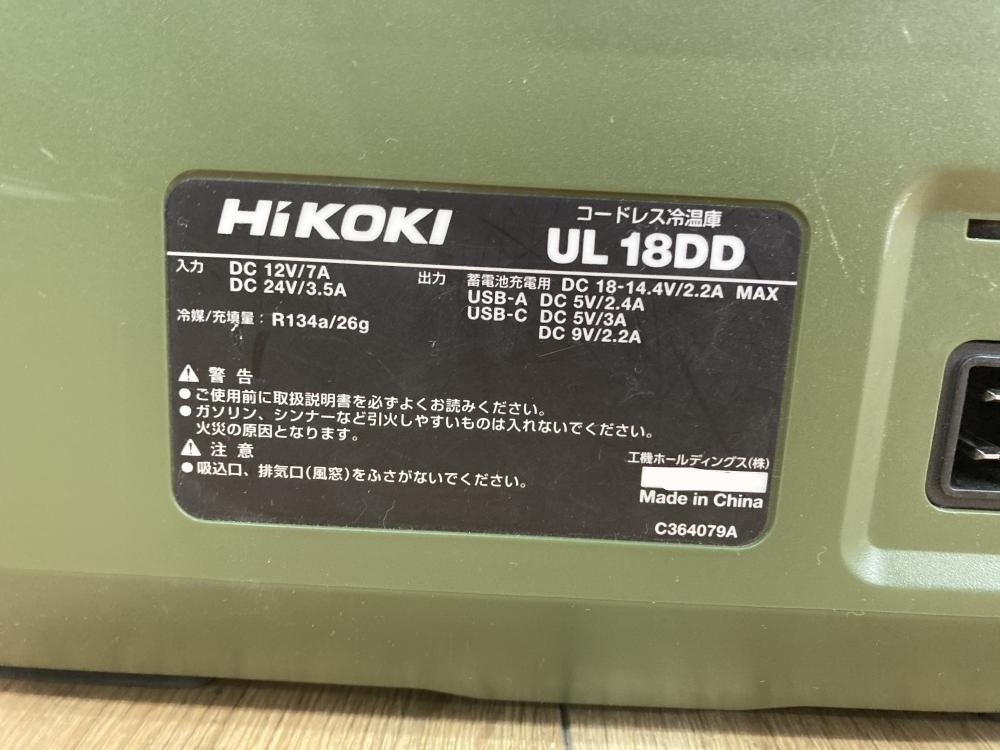 HiKOKI
コードレス冷温庫
UL 18DD
入力 DC 12V/7A
DC 24V/3.5A
出力 蓄電池充電用 DC 18-14.4V/2.2A MAX
USB-A DC 5V/2.4A
USB-C DC 5V/3A
DC 9V/2.2A
冷媒/充填量：R134a/26g
⚠ 警告
● ご使用前に取扱説明書を必ずよくお読みください。
● ガソリン、シンナーなど引火しやすいものは入れないでください。
火災の原因となります。
⚠ 注意
● 吸込口、排気口(風窓)をふさがないでください。
工機ホールディングス(株)
Made in China
C364079A